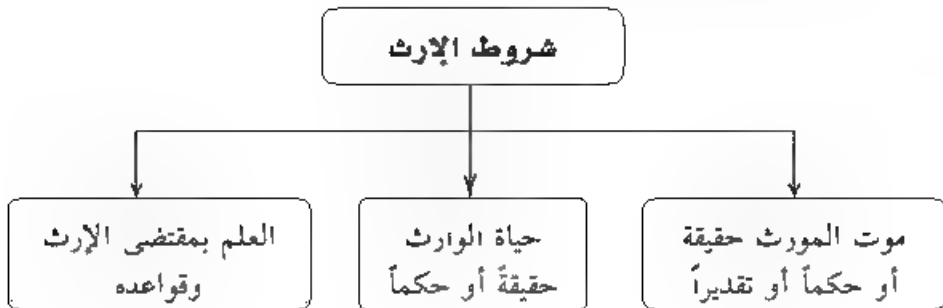 شروط الإرث
موت المورث حقيقة
أو حكماً أو تقديراً
حياة الوارث
حقيقةً أو حكماً
العلم بمقتضى الإرث
وقواعده